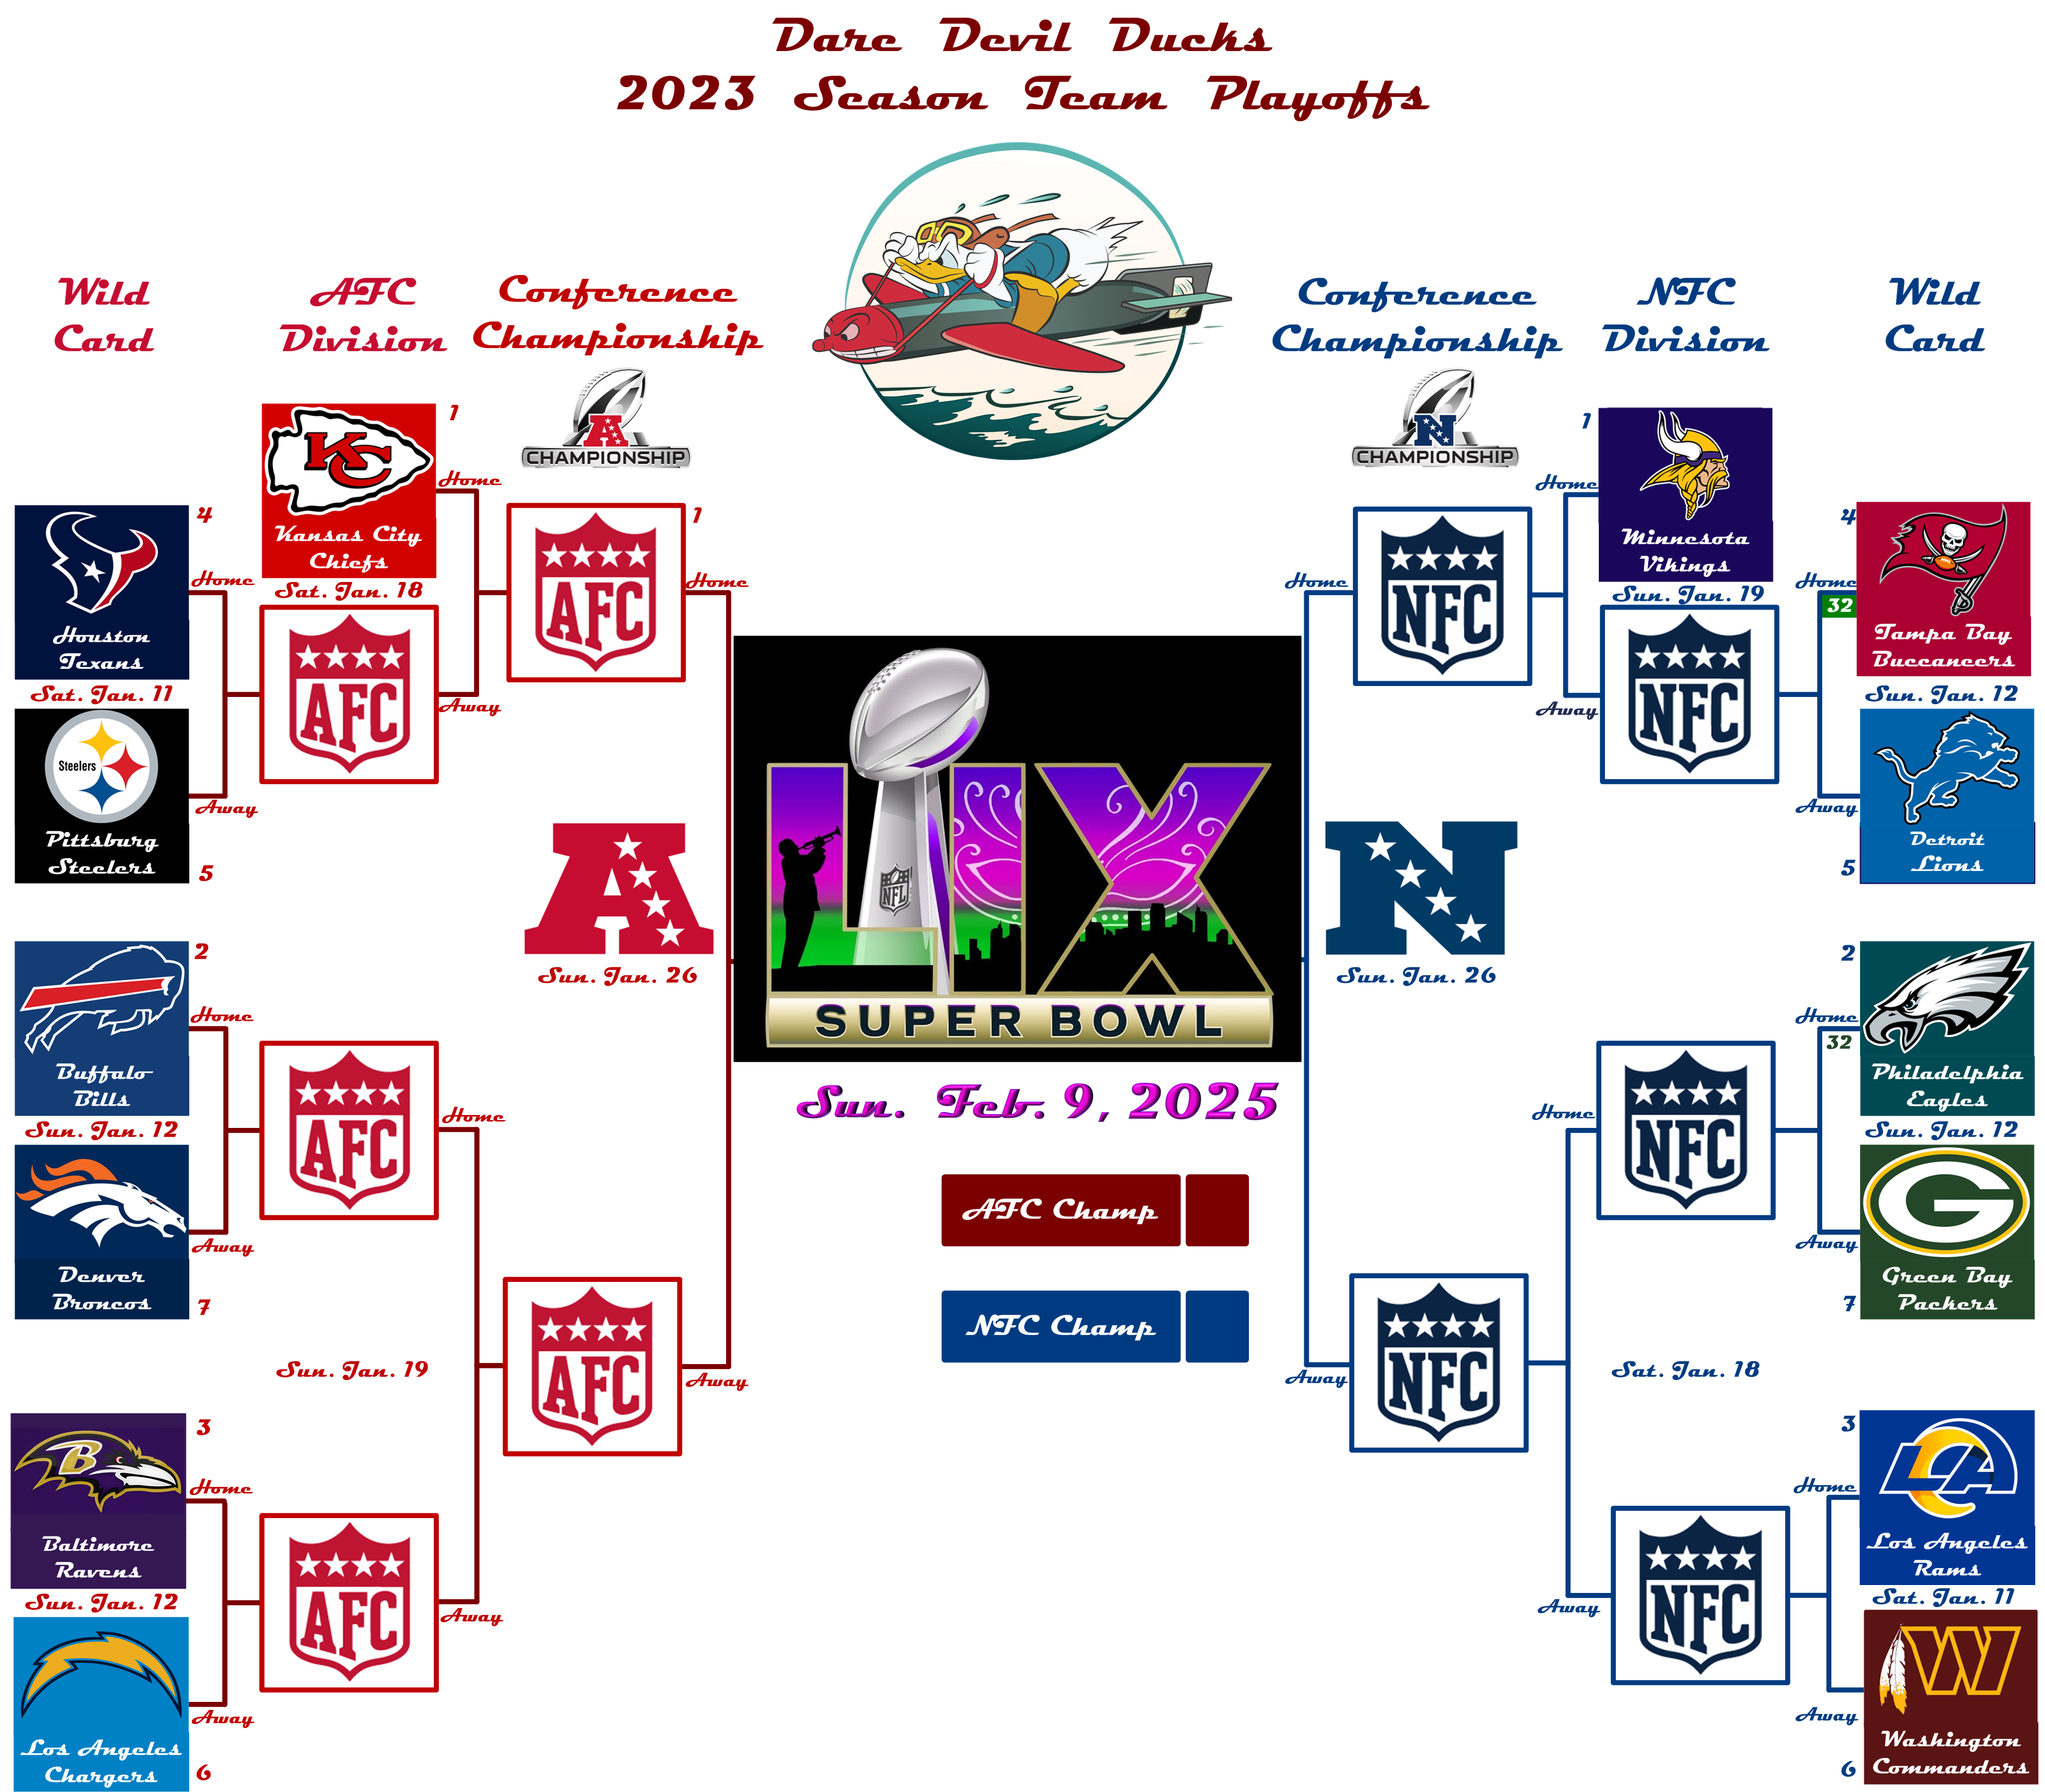 Dare Devil Ducks
2023 Season Team Playoffs
Wild
Card
AFC
Division
Conference
Championship
Conference
Championship
NFC
Division
Wild
Card
A
CHAMPIONSHIP
N
CHAMPIONSHIP
KC
Kansas City
Chiefs
1
Home
Sat. Jan. 18
4
Home
Houston
Texans
Sat. Jan. 11
Steelers
Pittsburg
Steelers
Away
5
AFC
Away
AFC
1
Home
A
Sun. Jan. 26
2
Home
Buffalo
Bills
Sun. Jan. 12
Denver
Broncos
Away
7
AFC
Home
Sun. Jan. 19
AFC
Away
B
3
Home
Baltimore
Ravens
Sun. Jan. 12
Los Angeles
Chargers
Away
6
AFC
Away
LIX
NFL
SUPER BOWL
Sun. Feb. 9, 2025
AFC Champ
NFC Champ
1
Home
Minnesota
Vikings
Sun. Jan. 19
NFC
Home
NFC
Away
4
Home
32
Tampa Bay
Buccaneers
Sun. Jan. 12
Detroit
Lions
Away
5
N
Sun. Jan. 26
2
Home
32
Philadelphia
Eagles
Sun. Jan. 12
G
Green Bay
Packers
Away
7
NFC
Home
NFC
Away
Sat. Jan. 18
3
Home
LA
Los Angeles
Rams
Sat. Jan. 11
W
Washington
Commanders
Away
6
NFC
Away